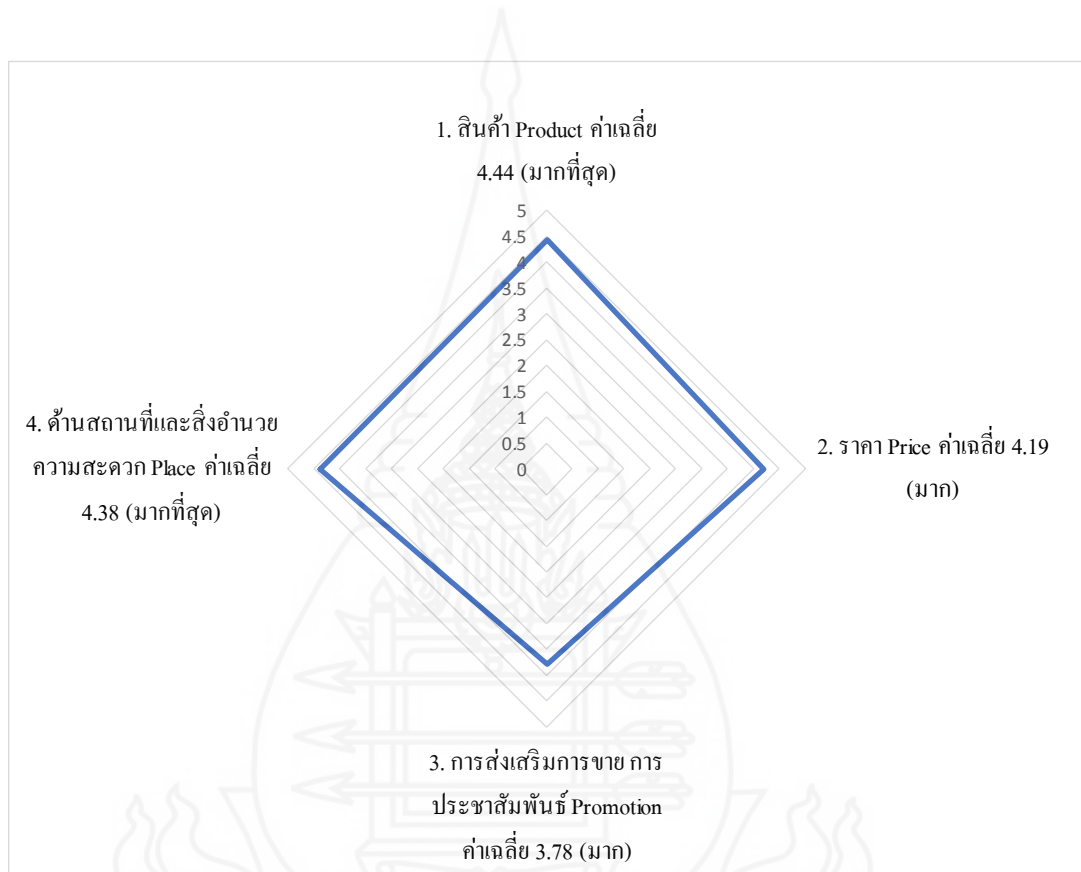 1. สินค้า Product ค่าเฉลี่ย
4.44 (มากที่สุด)
5
4.5
4
3.5
3
2.5
2
1.5
1
0.5
0
4. ด้านสถานที่และสิ่งอำนวย
ความสะดวก Place ค่าเฉลี่ย
4.38 (มากที่สุด)
2. ราคา Price ค่าเฉลี่ย 4.19
(มาก)
3. การส่งเสริมการขาย การ
ประชาสัมพันธ์ Promotion
ค่าเฉลี่ย 3.78 (มาก)